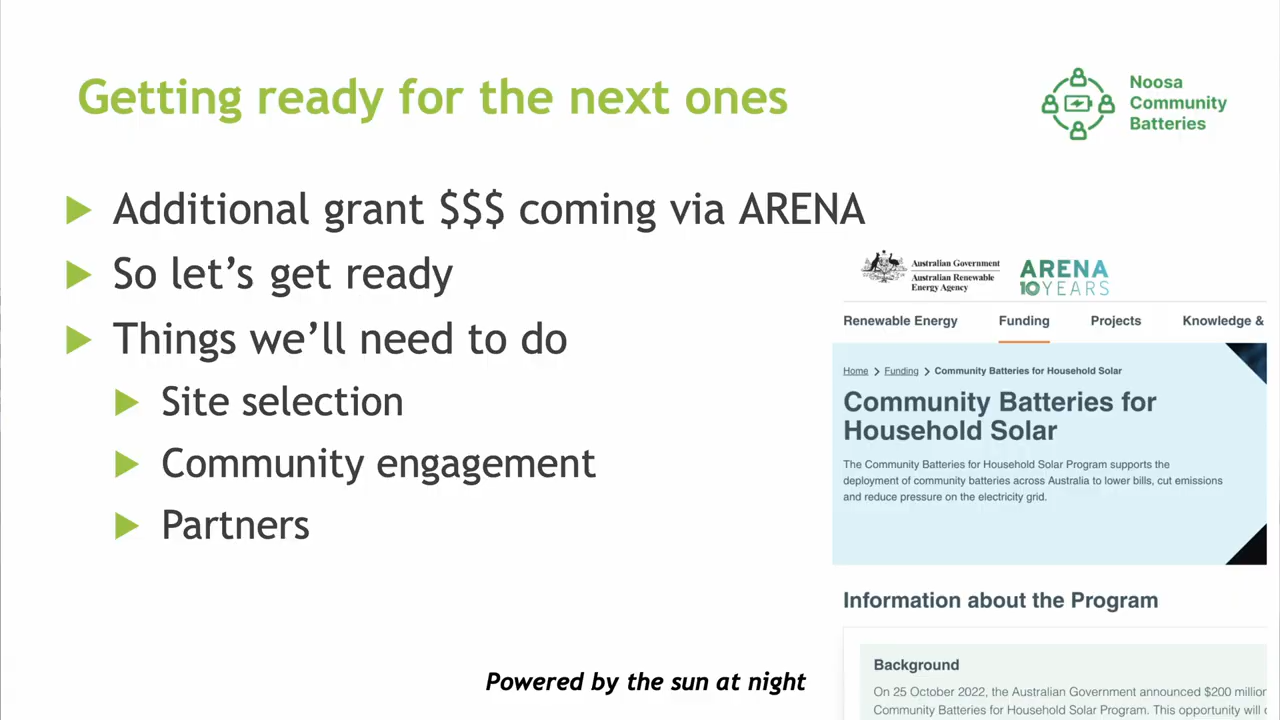 Getting ready for the next ones
Noosa
Community
Batteries
Additional grant $$$ coming via ARENA
So let’s get ready
Things we’ll need to do
Site selection
Community engagement
Partners
Australian Government
Australian Renewable
Energy Agency
ARENA
10 YEARS
Renewable Energy Funding Projects Knowledge &
Home > Funding > Community Batteries for Household Solar
Community Batteries for
Household Solar
The Community Batteries for Household Solar Program supports the
deployment of community batteries across Australia to lower bills, cut emissions
and reduce pressure on the electricity grid.
Information about the Program
Background
On 25 October 2022, the Australian Government announced $200 million
Community Batteries for Household Solar Program. This opportunity will
Powered by the sun at night